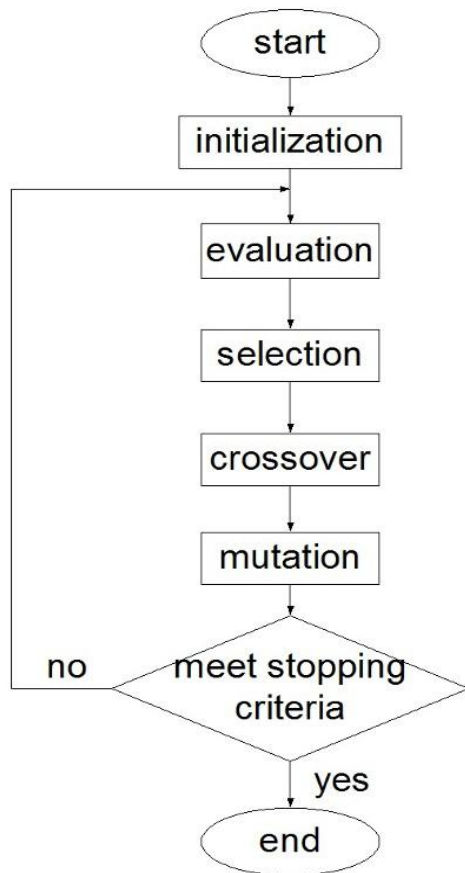 start
initialization
evaluation
selection
crossover
mutation
meet stopping
criteria
no
yes
end